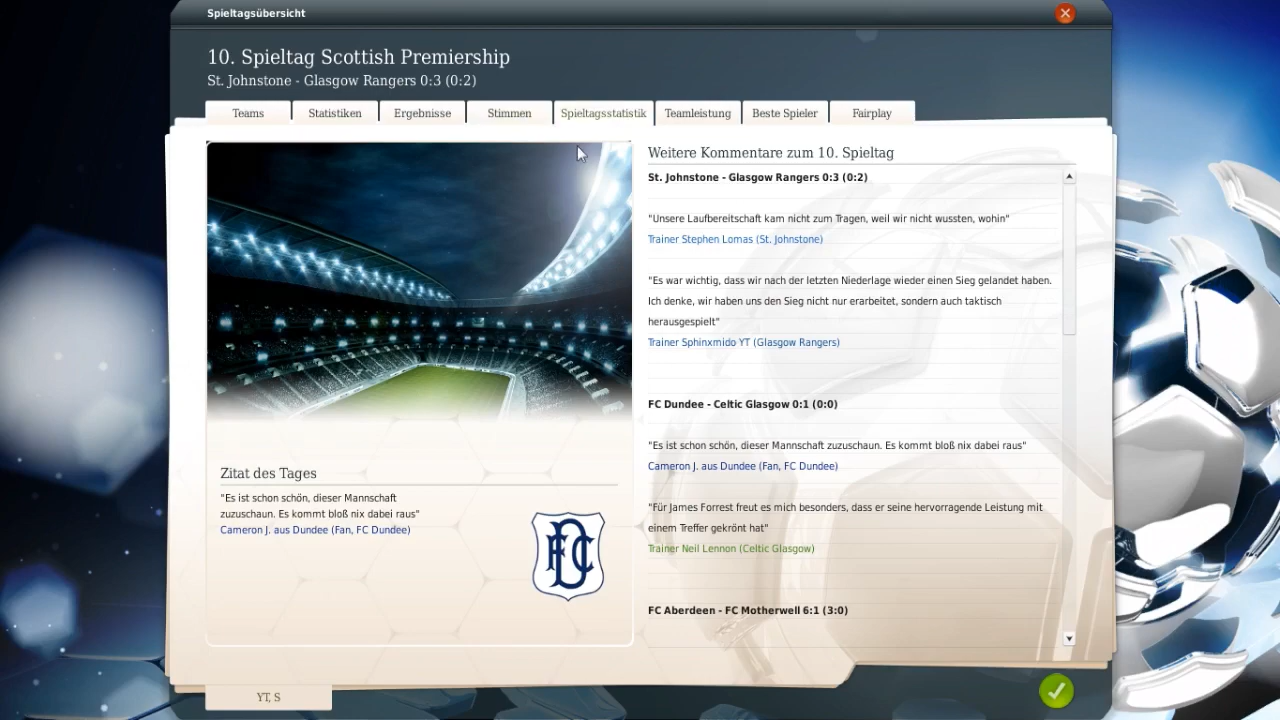 Spieltagsübersicht
10. Spieltag Scottish Premiership
St. Johnstone - Glasgow Rangers 0:3 (0:2)
Teams
Statistiken
Ergebnisse
Stimmen
Spieltagsstatistik
Teamleistung
Beste Spieler
Fairplay
Weitere Kommentare zum 10. Spieltag
St. Johnstone - Glasgow Rangers 0:3 (0:2)
"Unsere Laufbereitschaft kam nicht zum Tragen, weil wir nicht wussten, wohin"
Trainer Stephen Lomas (St. Johnstone)
"Es war wichtig, dass wir nach der letzten Niederlage wieder einen Sieg gelandet haben.
Ich denke, wir haben uns den Sieg nicht nur erarbeitet, sondern auch taktisch
herausgespielt"
Trainer Sphinxmido YT (Glasgow Rangers)
FC Dundee - Celtic Glasgow 0:1 (0:0)
"Es ist schon schön, dieser Mannschaft zuzuschaun. Es kommt bloß nix dabei raus"
Cameron J. aus Dundee (Fan, FC Dundee)
"Für James Forrest freut es mich besonders, dass er seine hervorragende Leistung mit
einem Treffer gekrönt hat"
Trainer Neil Lennon (Celtic Glasgow)
FC Aberdeen - FC Motherwell 6:1 (3:0)
Zitat des Tages
"Es ist schon schön, dieser Mannschaft
zuzuschaun. Es kommt bloß nix dabei raus"
Cameron J. aus Dundee (Fan, FC Dundee)
DFC
YT, S